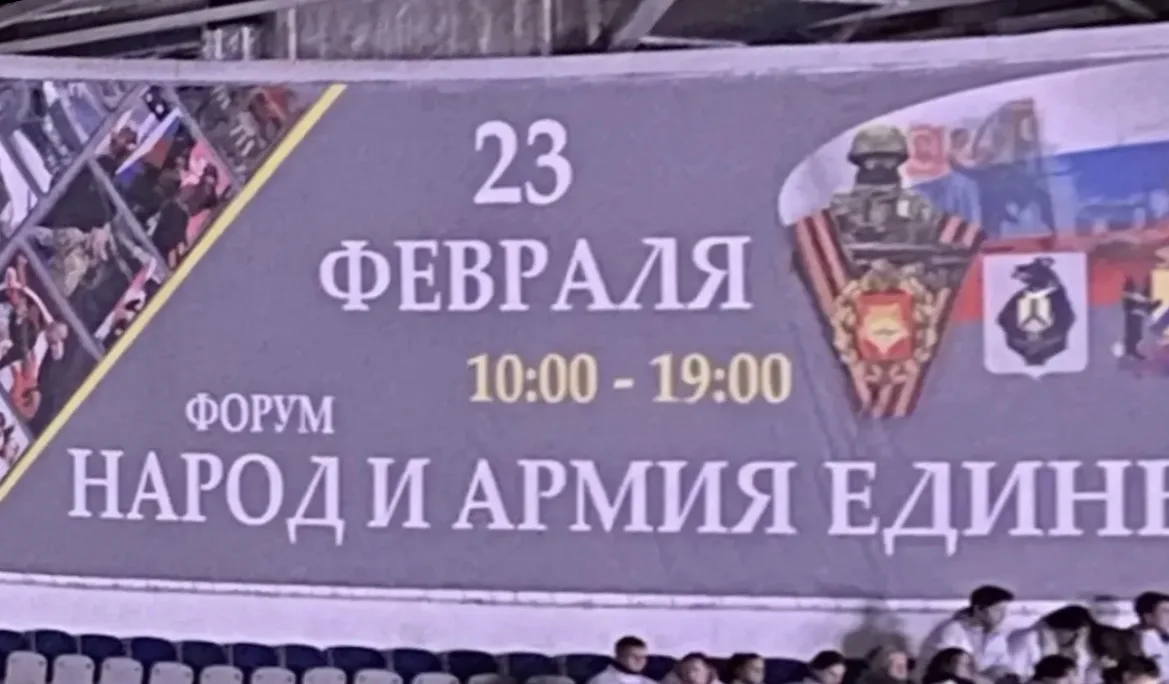 23
ФЕВРАЛЯ
10:00 - 19:00
ФОРУМ
НАРОД И АРМИЯ ЕДИН